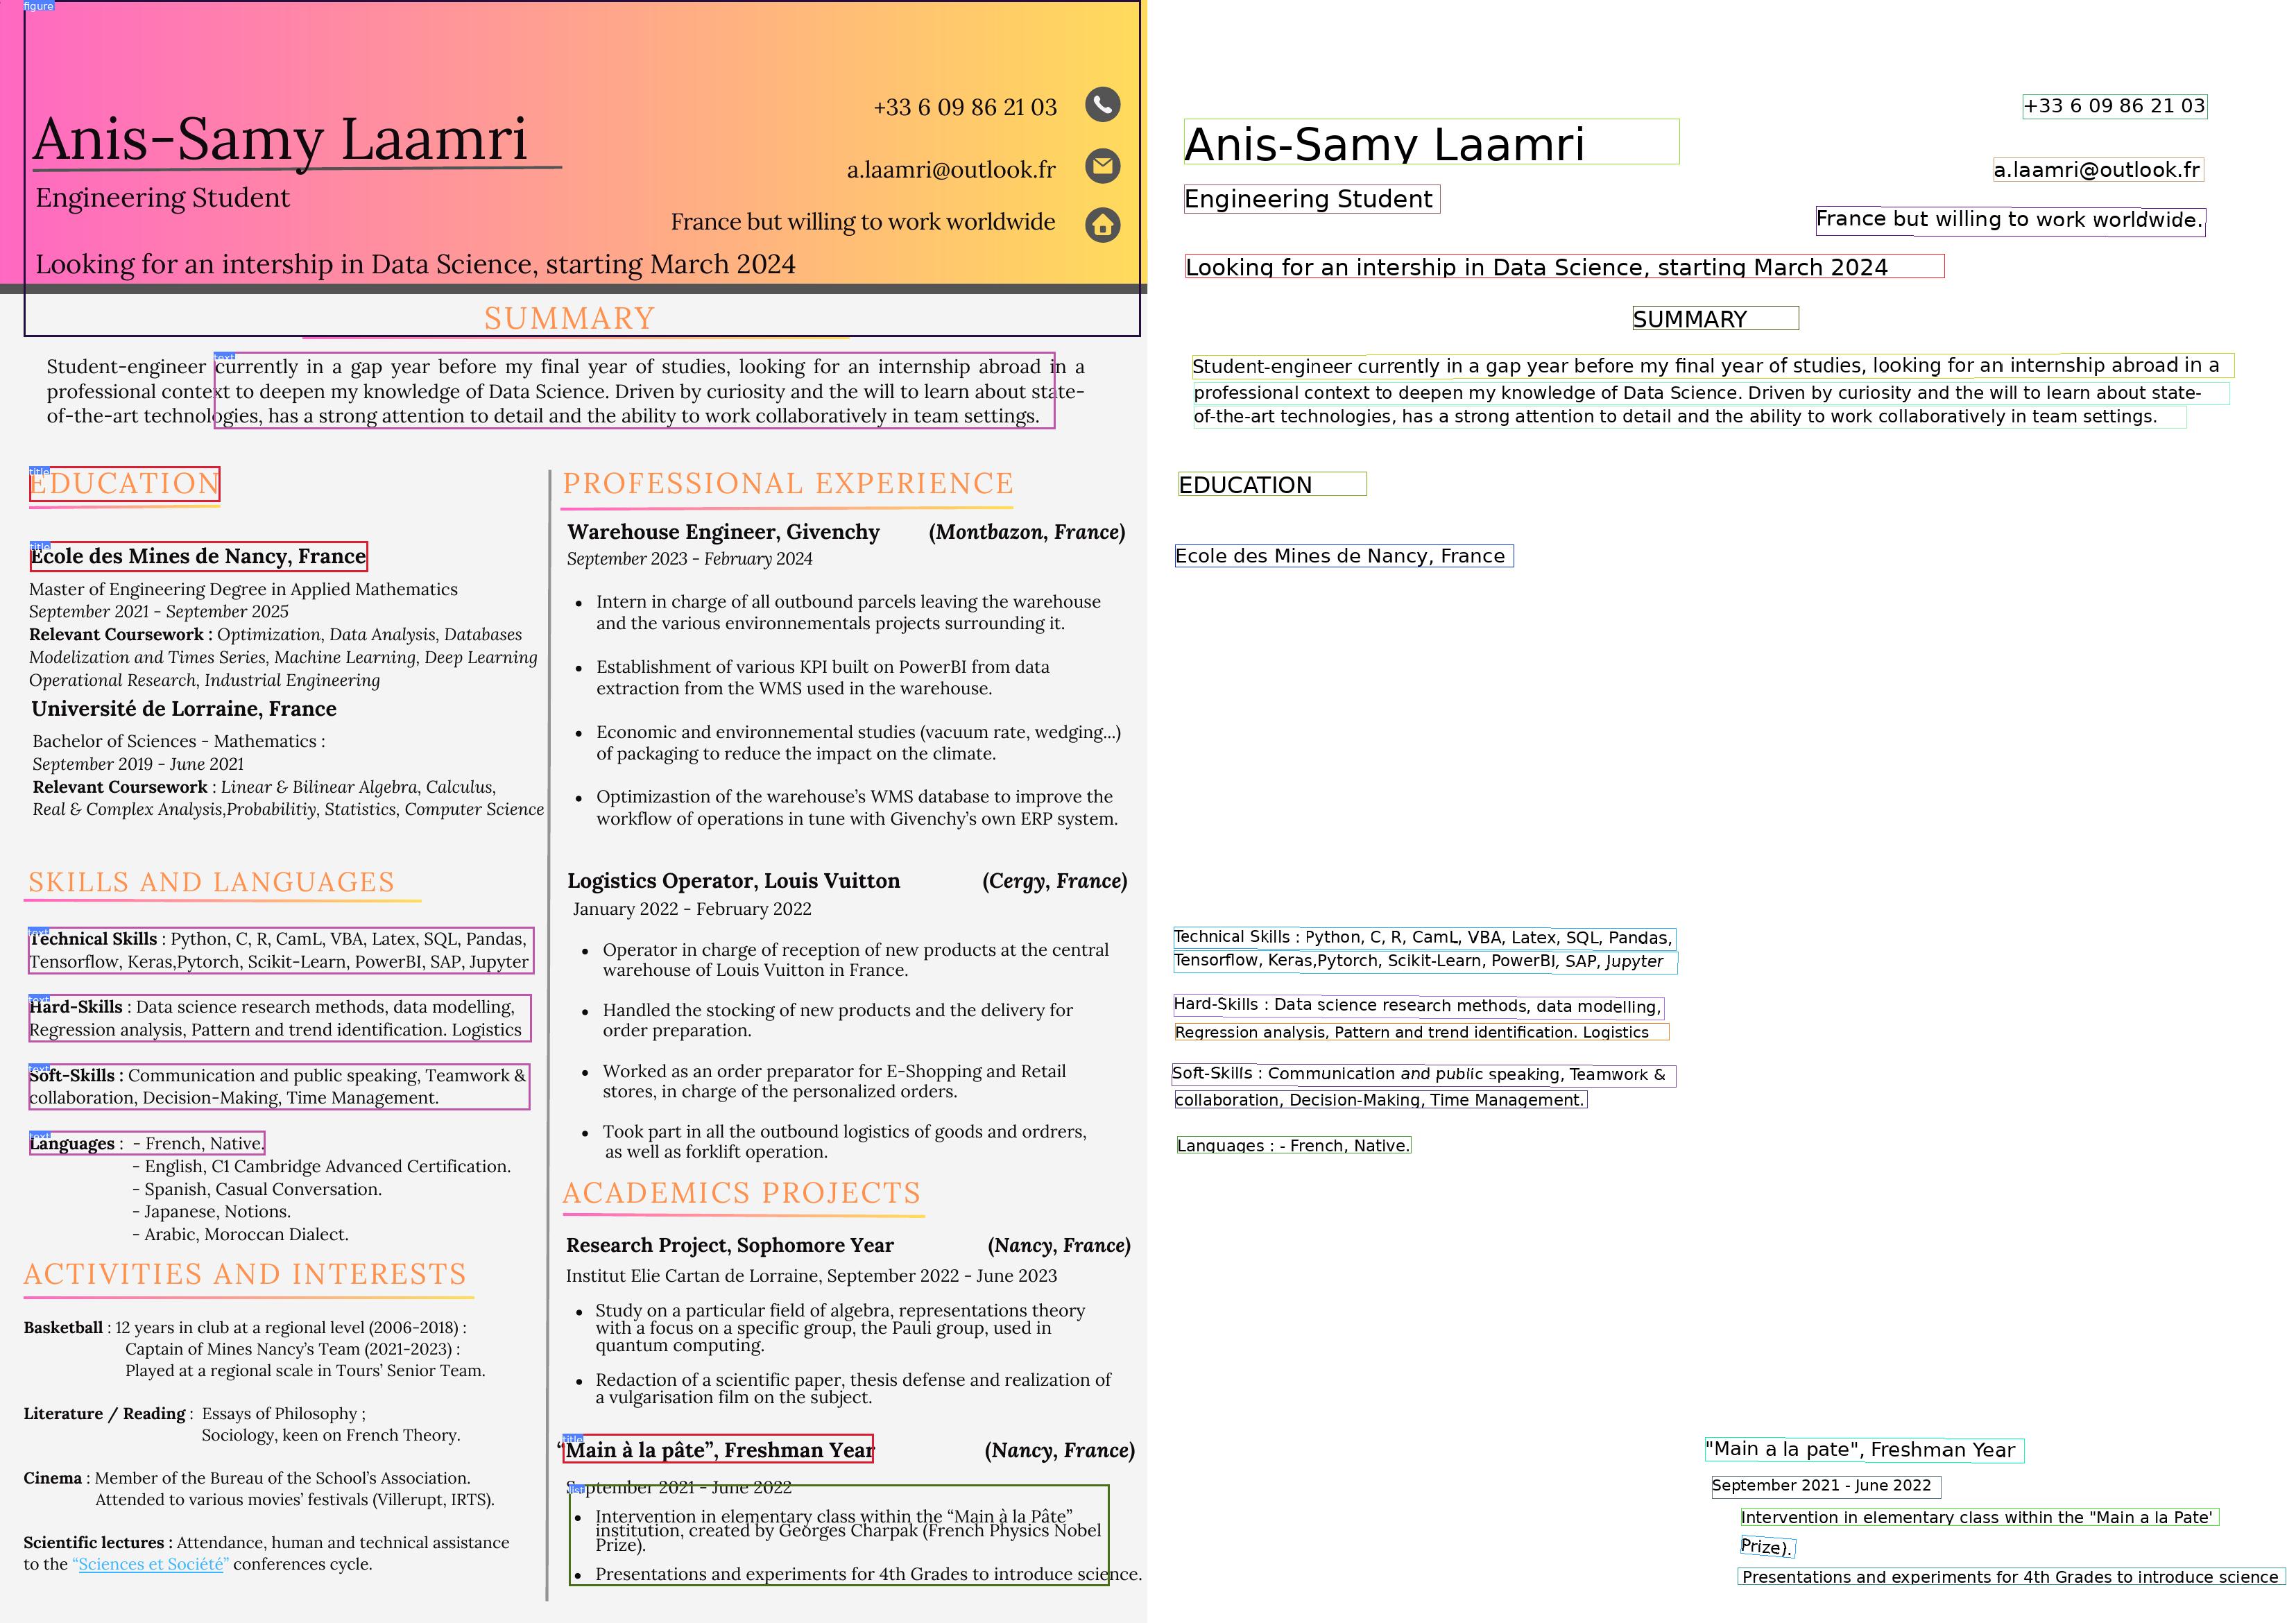 Anis-Samy Laamri
Engineering Student
Looking for an intership in Data Science, starting March 2024
+33 6 09 86 21 03
a.laamri@outlook.fr
France but willing to work worldwide
figure
SUMMARY
text
Student-engineer currently in a gap year before my final year of studies, looking for an internship abroad in a
professional context to deepen my knowledge of Data Science. Driven by curiosity and the will to learn about state-
of-the-art technologies, has a strong attention to detail and the ability to work collaboratively in team settings.
title
EDUCATION
title
Ecole des Mines de Nancy, France
Master of Engineering Degree in Applied Mathematics
September 2021 - September 2025
Relevant Coursework : Optimization, Data Analysis, Databases
Modelization and Times Series, Machine Learning, Deep Learning
Operational Research, Industrial Engineering
Université de Lorraine, France
Bachelor of Sciences - Mathematics :
September 2019 - June 2021
Relevant Coursework : Linear & Bilinear Algebra, Calculus,
Real & Complex Analysis,Probabilitiy, Statistics, Computer Science
SKILLS AND LANGUAGES
text
Technical Skills : Python, C, R, CamL, VBA, Latex, SQL, Pandas,
Tensorflow, Keras,Pytorch, Scikit-Learn, PowerBI, SAP, Jupyter
text
Hard-Skills : Data science research methods, data modelling,
Regression analysis, Pattern and trend identification. Logistics
text
Soft-Skills : Communication and public speaking, Teamwork &
collaboration, Decision-Making, Time Management.
text
Languages : - French, Native.
- English, C1 Cambridge Advanced Certification.
- Spanish, Casual Conversation.
- Japanese, Notions.
- Arabic, Moroccan Dialect.
ACTIVITIES AND INTERESTS
Basketball : 12 years in club at a regional level (2006-2018) :
Captain of Mines Nancy's Team (2021-2023) :
Played at a regional scale in Tours' Senior Team.
Literature / Reading : Essays of Philosophy ;
Sociology, keen on French Theory.
Cinema : Member of the Bureau of the School's Association.
Attended to various movies' festivals (Villerupt, IRTS).
Scientific lectures : Attendance, human and technical assistance
to the “Sciences et Société” conferences cycle.
PROFESSIONAL EXPERIENCE
Warehouse Engineer, Givenchy (Montbazon, France)
September 2023 - February 2024
• Intern in charge of all outbound parcels leaving the warehouse
and the various environnementals projects surrounding it.
• Establishment of various KPI built on PowerBI from data
extraction from the WMS used in the warehouse.
• Economic and environnemental studies (vacuum rate, wedging...)
of packaging to reduce the impact on the climate.
• Optimizastion of the warehouse's WMS database to improve the
workflow of operations in tune with Givenchy's own ERP system.
Logistics Operator, Louis Vuitton (Cergy, France)
January 2022 - February 2022
• Operator in charge of reception of new products at the central
warehouse of Louis Vuitton in France.
• Handled the stocking of new products and the delivery for
order preparation.
• Worked as an order preparator for E-Shopping and Retail
stores, in charge of the personalized orders.
• Took part in all the outbound logistics of goods and ordrers,
as well as forklift operation.
ACADEMICS PROJECTS
Research Project, Sophomore Year (Nancy, France)
Institut Elie Cartan de Lorraine, September 2022 - June 2023
• Study on a particular field of algebra, representations theory
with a focus on a specific group, the Pauli group, used in
quantum computing.
• Redaction of a scientific paper, thesis defense and realization of
a vulgarisation film on the subject.
title
“Main à la pâte”, Freshman Year (Nancy, France)
September 2021 - June 2022
list
• Intervention in elementary class within the “Main à la Pâte”
institution, created by Georges Charpak (French Physics Nobel
Prize).
• Presentations and experiments for 4th Grades to introduce science.
+33 6 09 86 21 03
Anis-Samy Laamri
a.laamri@outlook.fr
Engineering Student
France but willing to work worldwide.
Looking for an intership in Data Science, starting March 2024
SUMMARY
Student-engineer currently in a gap year before my final year of studies, looking for an internship abroad in a
professional context to deepen my knowledge of Data Science. Driven by curiosity and the will to learn about state-
of-the-art technologies, has a strong attention to detail and the ability to work collaboratively in team settings.
EDUCATION
Ecole des Mines de Nancy, France
Technical Skills : Python, C, R, CamL, VBA, Latex, SQL, Pandas,
Tensorflow, Keras,Pytorch, Scikit-Learn, PowerBI, SAP, Jupyter
Hard-Skills : Data science research methods, data modelling,
Regression analysis, Pattern and trend identification. Logistics
Soft-Skills : Communication and public speaking, Teamwork &
collaboration, Decision-Making, Time Management.
Languages : - French, Native.
"Main a la pate", Freshman Year
September 2021 - June 2022
Intervention in elementary class within the "Main a la Pate'
Prize).
Presentations and experiments for 4th Grades to introduce science